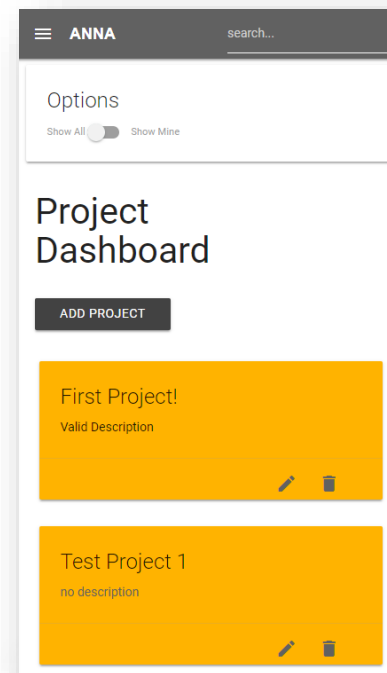 ANNA
search...
Options
Show All Show Mine
Project
Dashboard
ADD PROJECT
First Project!
Valid Description
Test Project 1
no description